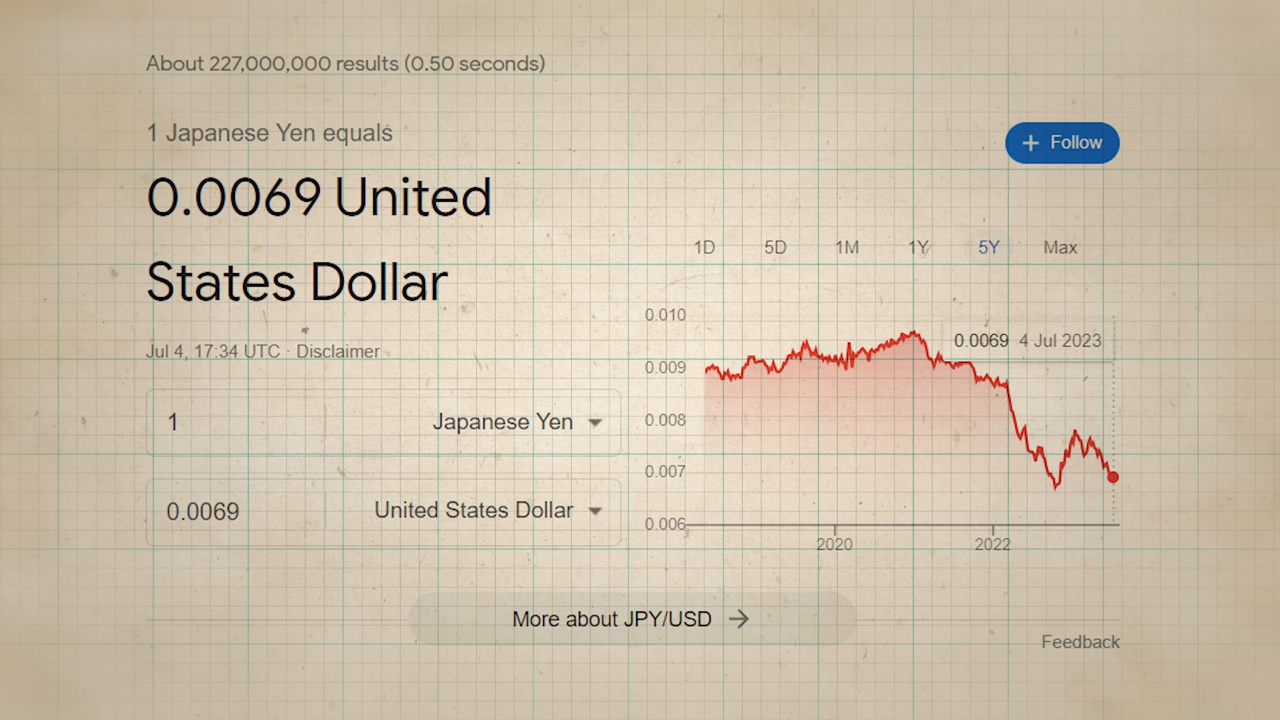 About 227,000,000 results (0.50 seconds)
1 Japanese Yen equals
0.0069 United
States Dollar
Jul 4, 17:34 UTC · Disclaimer
1 Japanese Yen
0.0069 United States Dollar
+ Follow
1D 5D 1M 1Y 5Y Max
0.010
0.0069 4 Jul 2023
0.009
0.008
0.007
0.006
2020 2022
More about JPY/USD →
Feedback